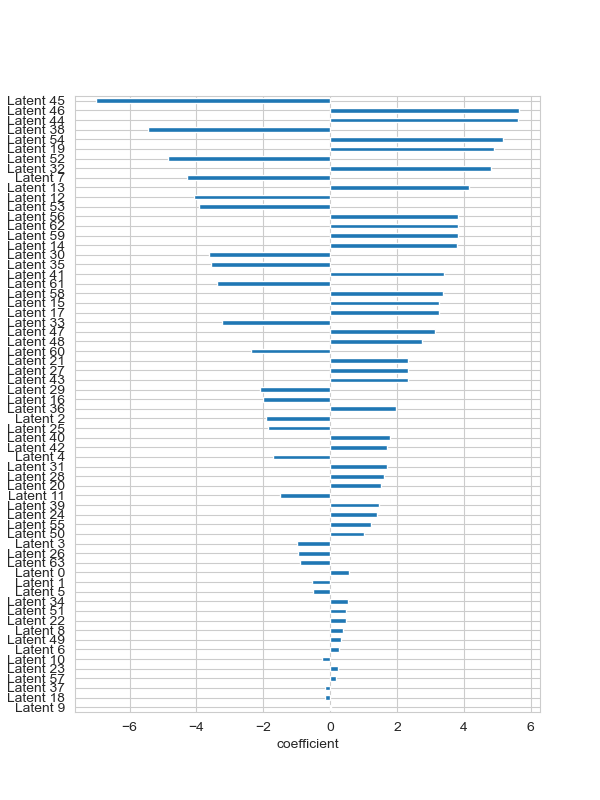 Latent 45
Latent 46
Latent 44
Latent 38
Latent 54
Latent 19
Latent 52
Latent 32
Latent 7
Latent 13
Latent 12
Latent 53
Latent 56
Latent 62
Latent 59
Latent 14
Latent 30
Latent 35
Latent 41
Latent 61
Latent 58
Latent 15
Latent 17
Latent 33
Latent 47
Latent 48
Latent 60
Latent 21
Latent 27
Latent 43
Latent 29
Latent 16
Latent 36
Latent 2
Latent 25
Latent 40
Latent 42
Latent 4
Latent 31
Latent 28
Latent 20
Latent 11
Latent 39
Latent 24
Latent 55
Latent 50
Latent 3
Latent 26
Latent 63
Latent 0
Latent 1
Latent 5
Latent 34
Latent 51
Latent 22
Latent 8
Latent 49
Latent 6
Latent 10
Latent 23
Latent 57
Latent 37
Latent 18
Latent 9
−6 −4 −2 0 2 4 6
coefficient